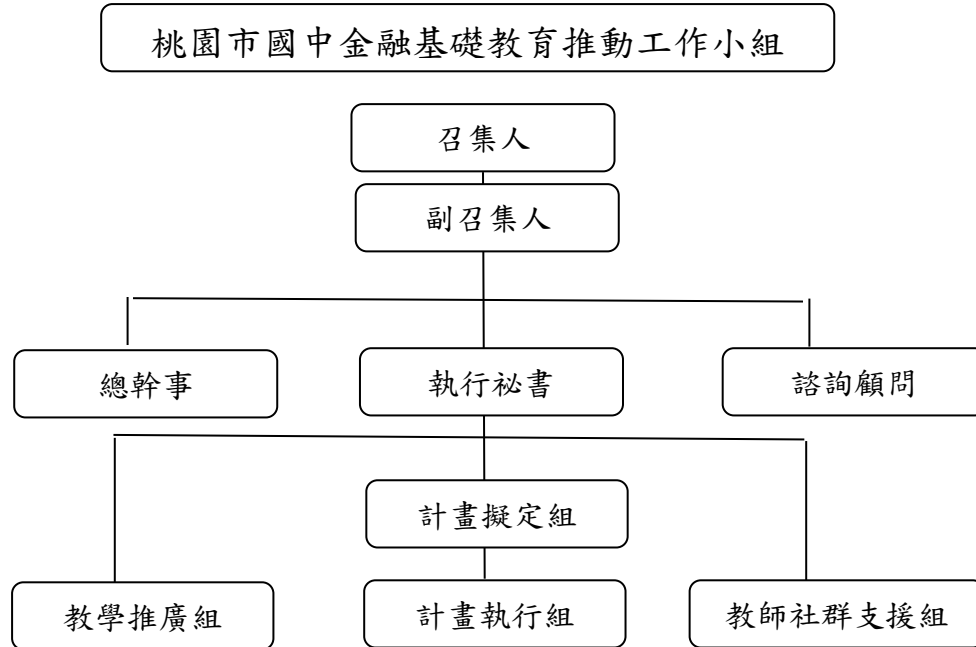 桃園市國中金融基礎教育推動工作小組
召集人
副召集人
總幹事
執行祕書
諮詢顧問
計畫擬定組
教學推廣組
計畫執行組
教師社群支援組